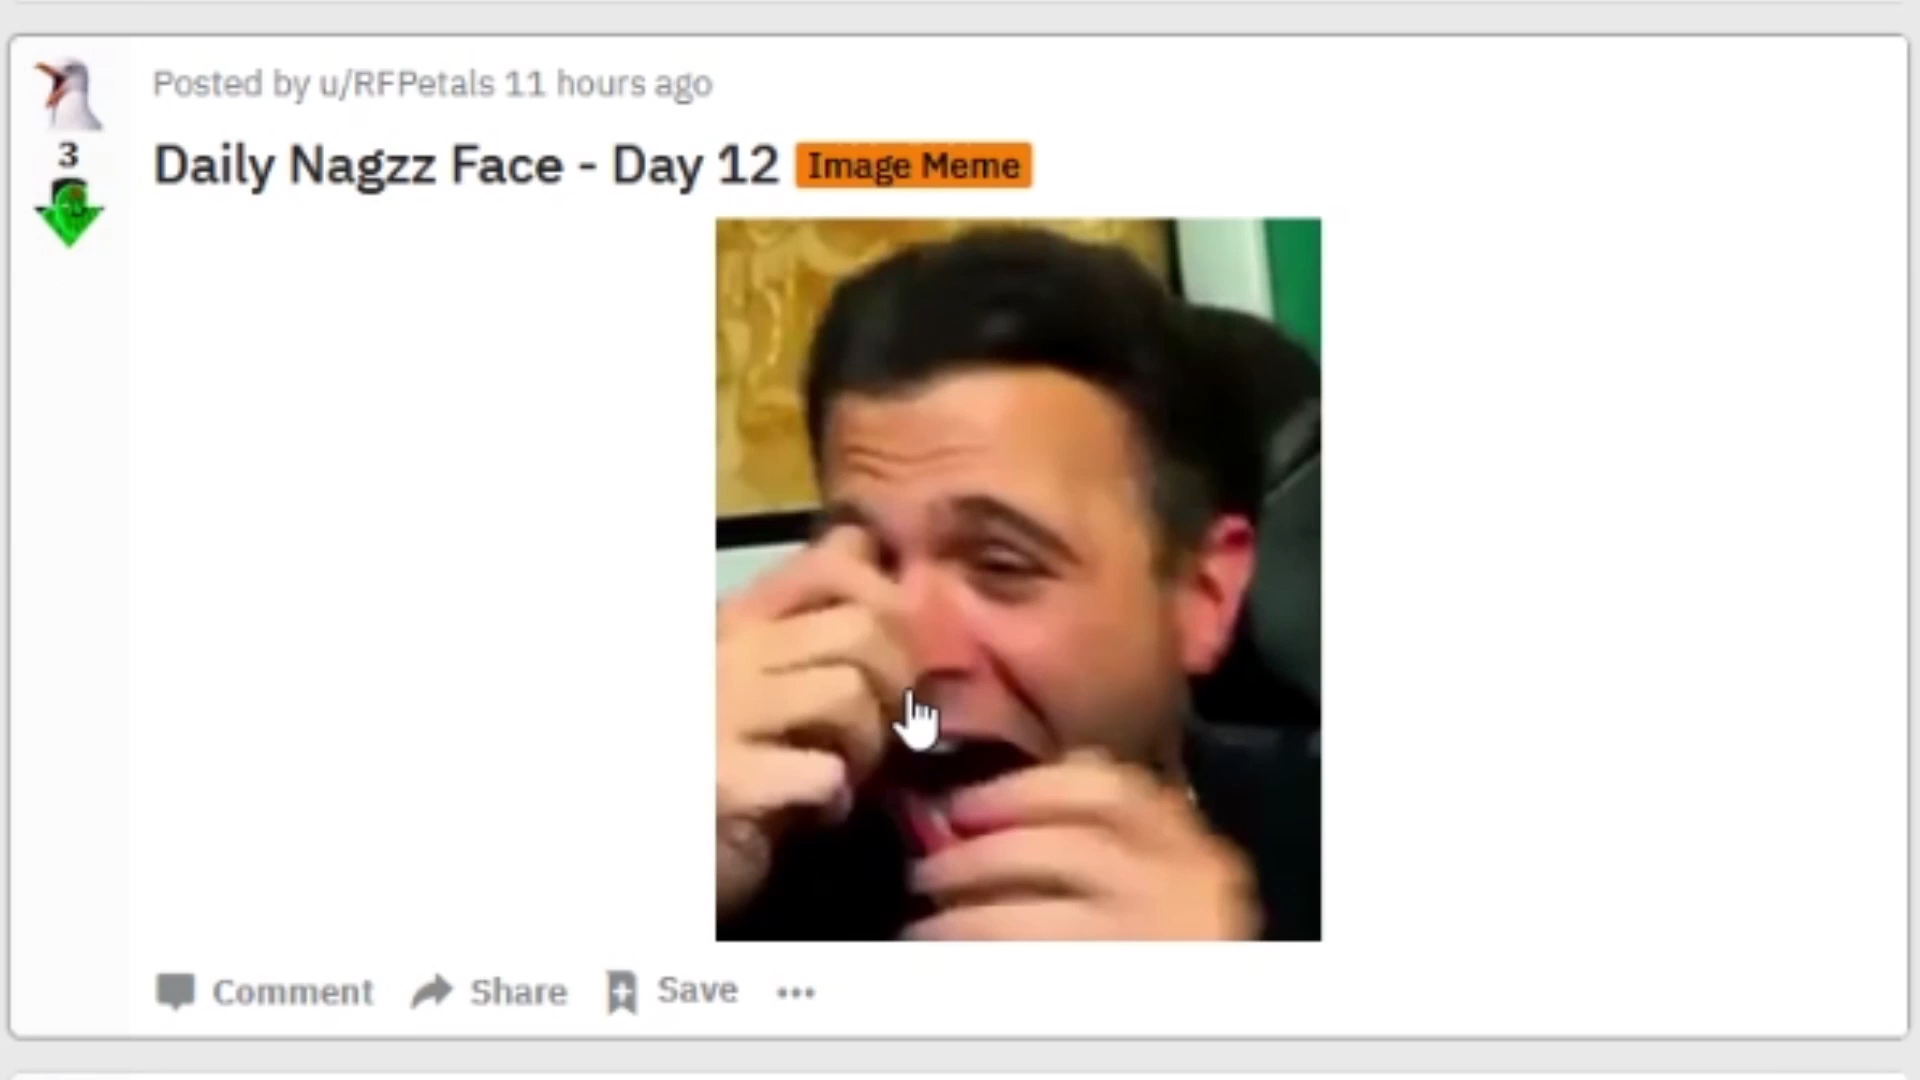 Posted by u/RFPetals 11 hours ago
3
Daily Nagzz Face - Day 12 Image Meme
Comment Share Save